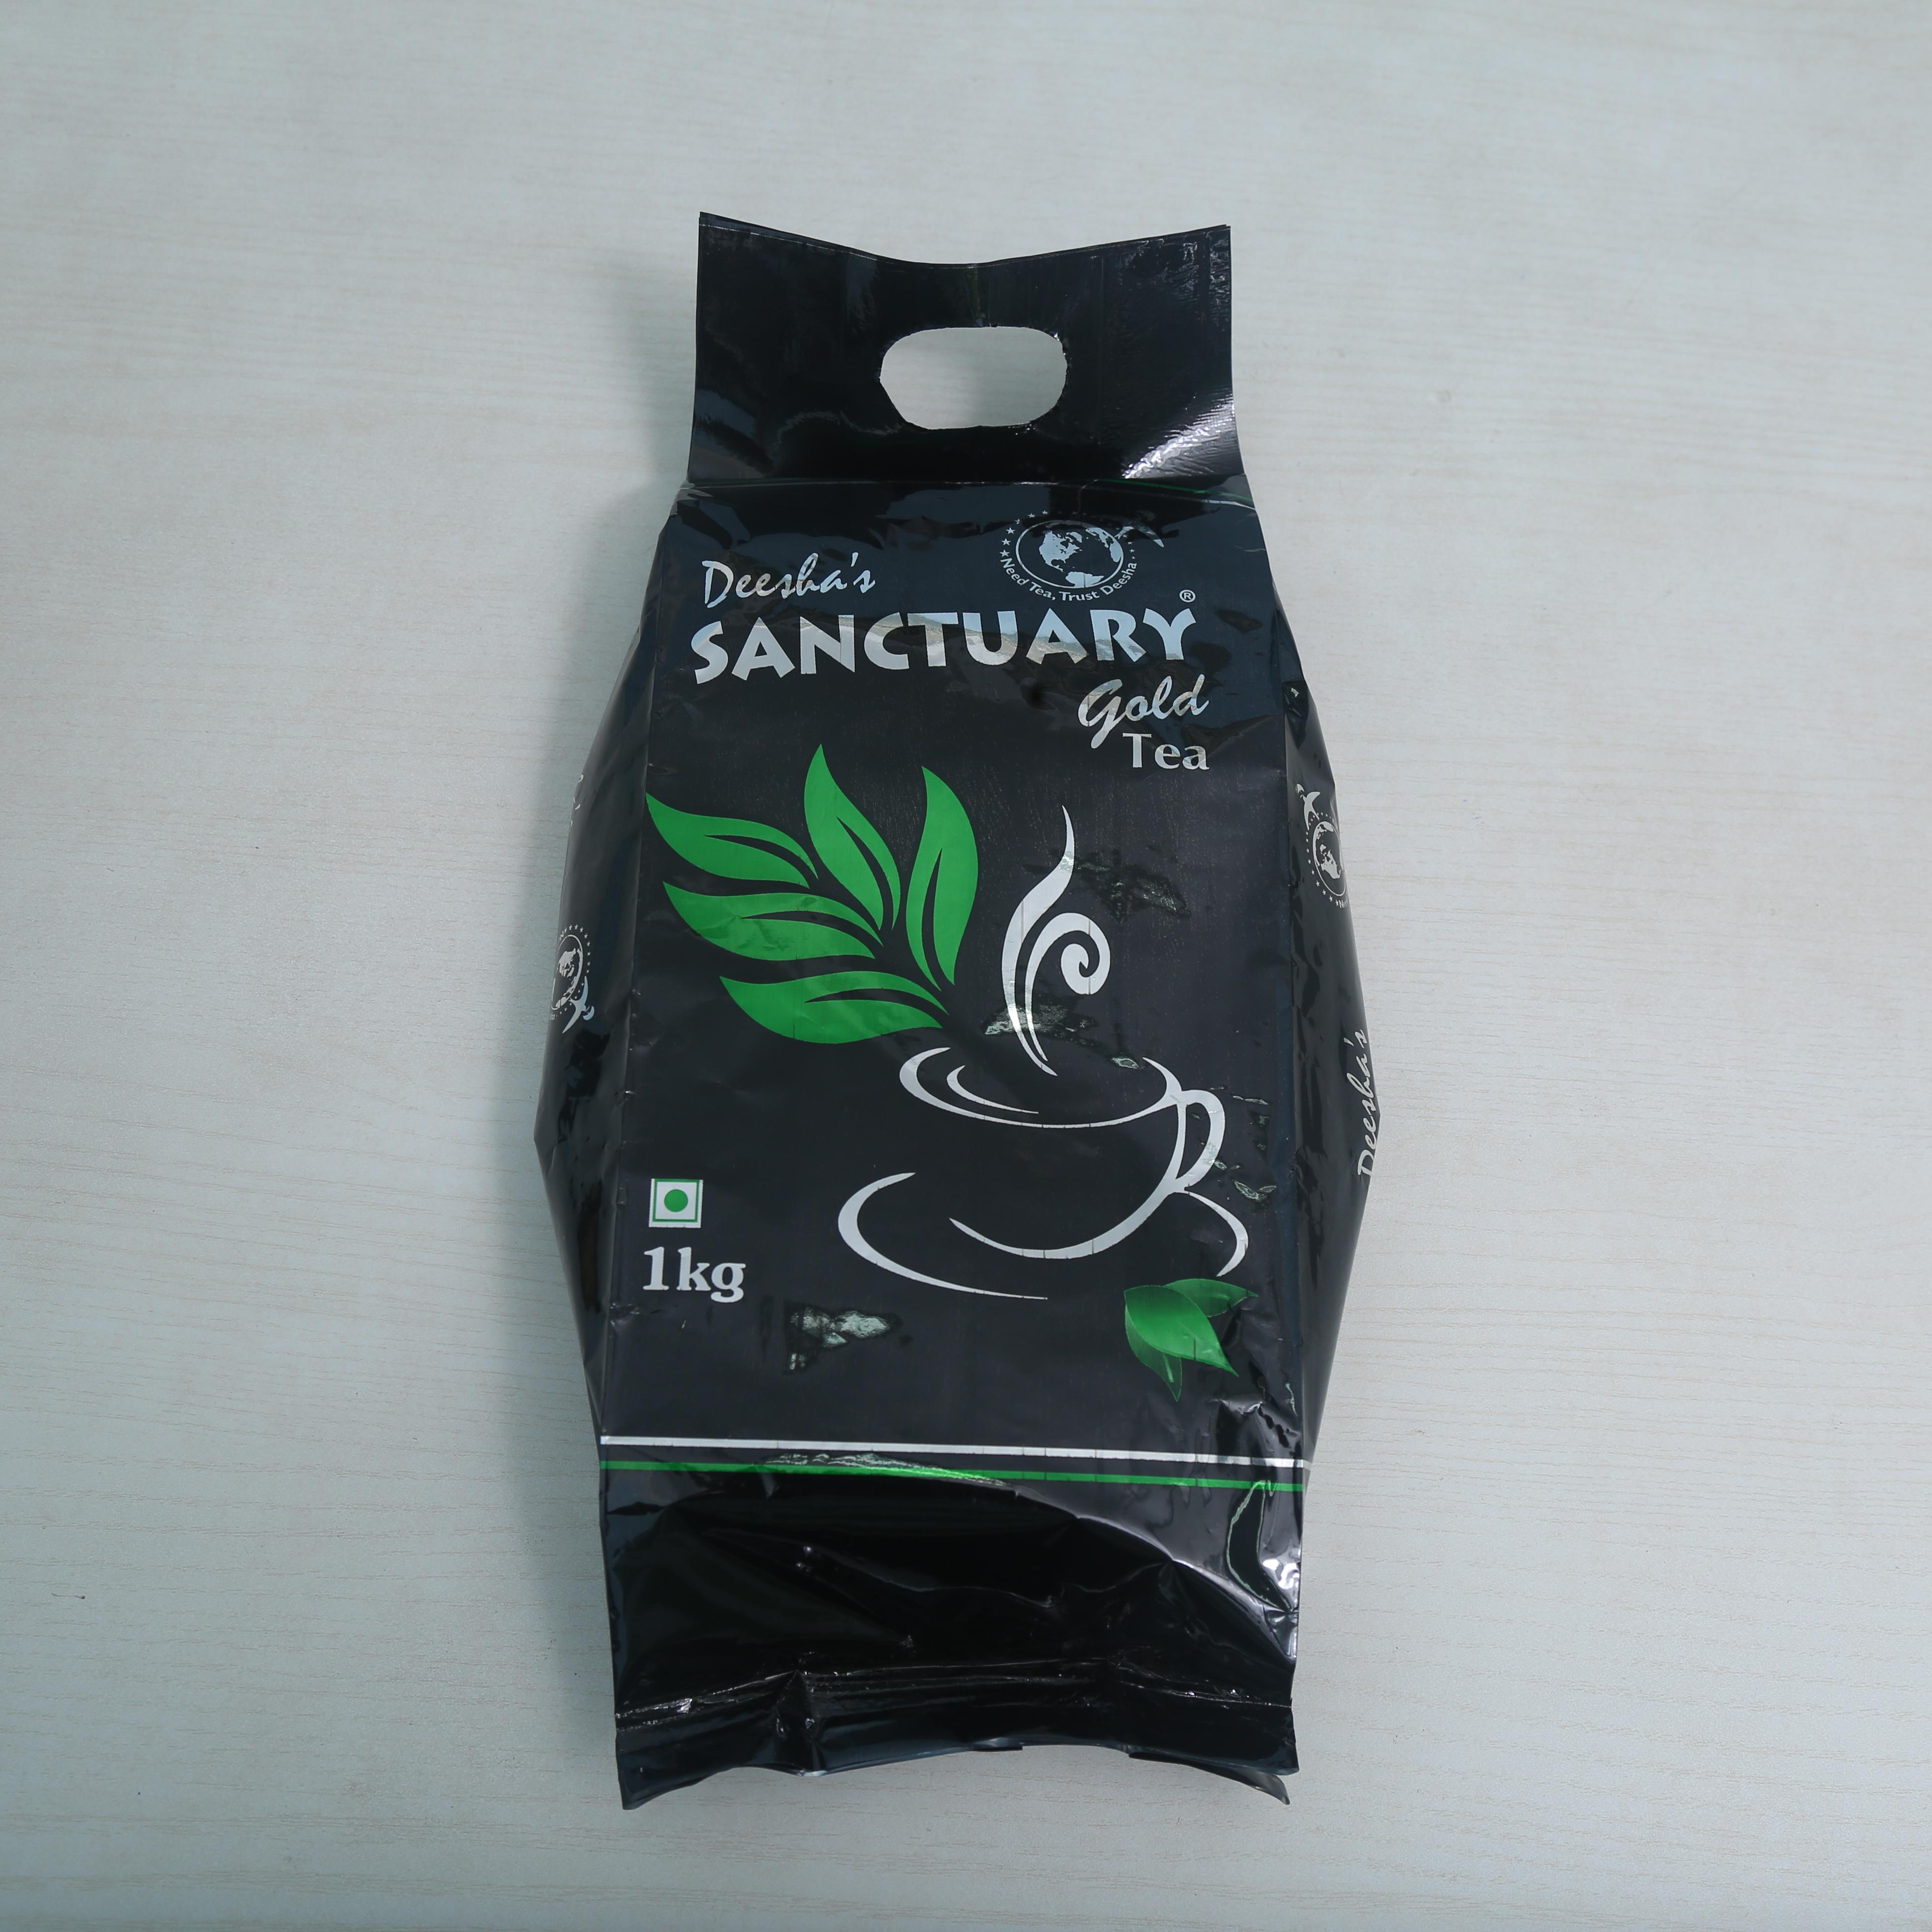 Need Tea, Trust Deesha
Deesha's
SANCTUARY®
Gold
Tea
1kg
Deesha's